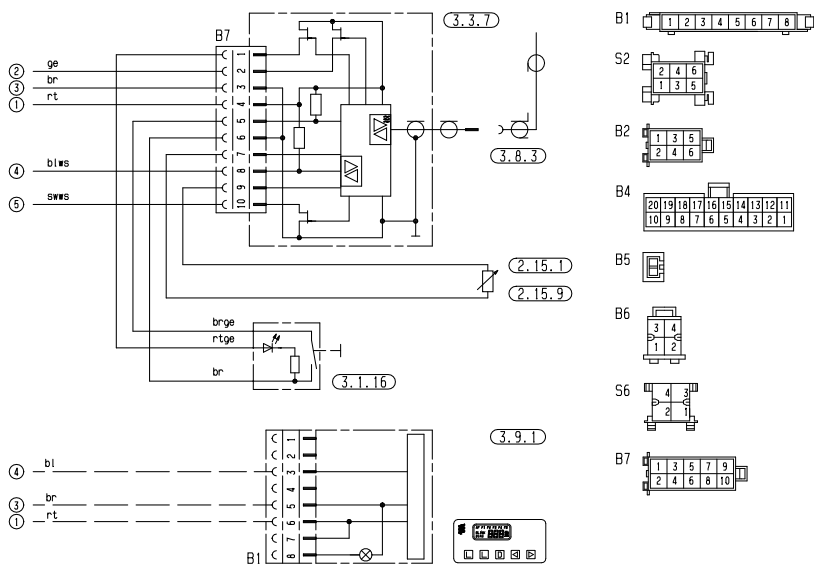 B7
3.3.7
1
2
3
4
5
6
7
8
9
10
2 ge
3 br
1 rt
4 blws
5 swws
3.8.3
2.15.1
2.15.9
brge
rtge
br
3.1.16
3.9.1
1
2
3
4
5
6
7
8
4 bl
3 br
1 rt
B1
L L D
B1
1 2 3 4 5 6 7 8
S2
2 4 6
1 3 5
B2
1 3 5
2 4 6
B4
20 19 18 17 16 15 14 13 12 11
10 9 8 7 6 5 4 3 2 1
B5
B6
3 4
1 2
S6
4 3
2 1
B7
1 3 5 7 9
2 4 6 8 10